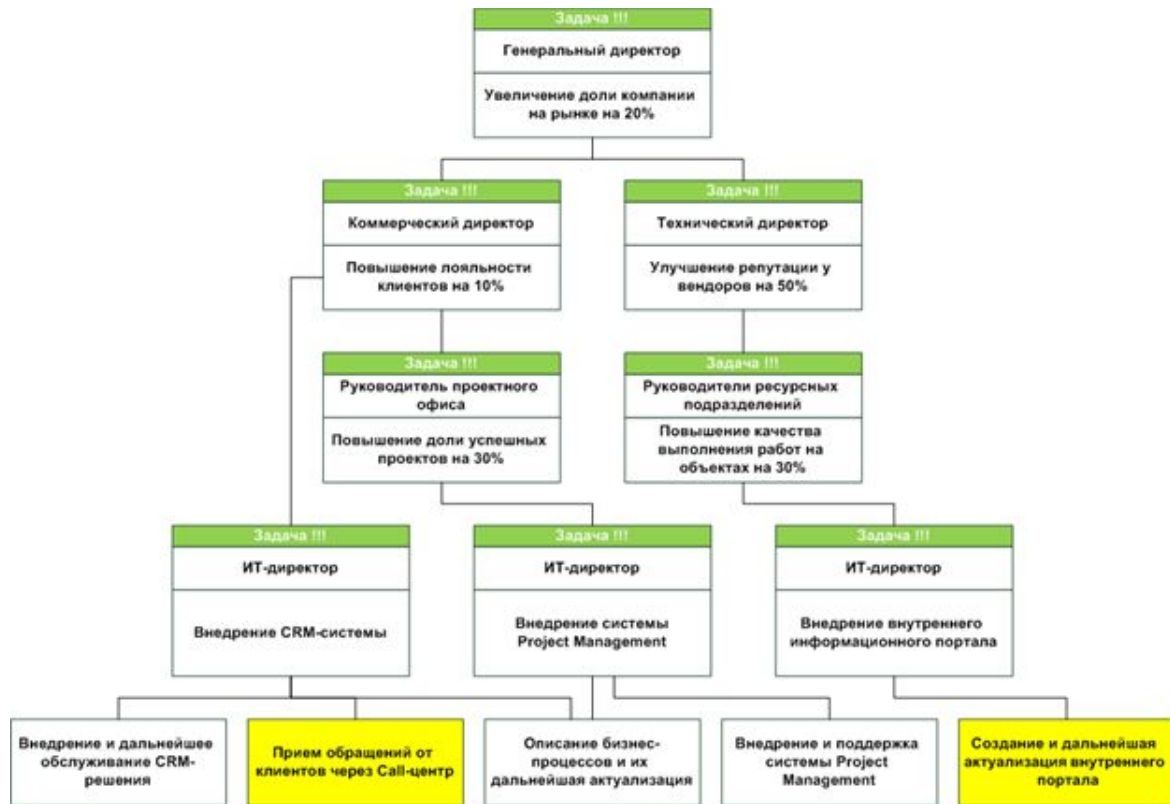 Задача !!!
Генеральный директор
Увеличение доли компании
на рынке на 20%
Задача !!!
Коммерческий директор
Повышение лояльности
клиентов на 10%
Задача !!!
Технический директор
Улучшение репутации у
вендоров на 50%
Задача !!!
Руководитель проектного
офиса
Повышение доли успешных
проектов на 30%
Задача !!!
Руководители ресурсных
подразделений
Повышение качества
выполнения работ на
объектах на 30%
Задача !!!
ИТ-директор
Внедрение CRM-системы
Задача !!!
ИТ-директор
Внедрение системы
Project Management
Задача !!!
ИТ-директор
Внедрение внутреннего
информационного портала
Внедрение и дальнейшее
обслуживание CRM-
решения
Прием обращений от
клиентов через Call-центр
Описание бизнес-
процессов и их
дальнейшая актуализация
Внедрение и поддержка
системы Project Management
Создание и дальнейшая
актуализация внутреннего
портала